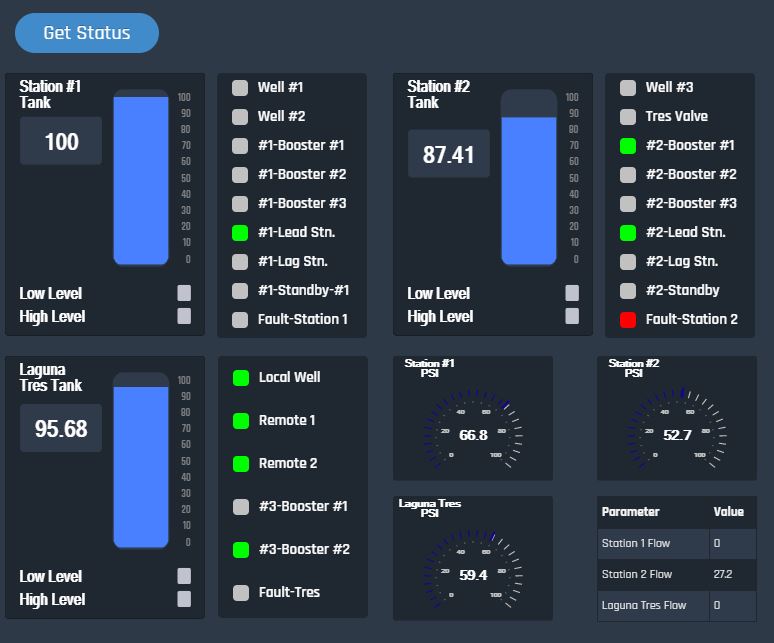 Get Status
Station #1
Tank
100
100
90
80
70
60
50
40
30
20
10
0
Low Level
High Level
Well #1
Well #2
#1-Booster #1
#1-Booster #2
#1-Booster #3
#1-Lead Stn.
#1-Lag Stn.
#1-Standby-#1
Fault-Station 1
Station #2
Tank
87.41
100
90
80
70
60
50
40
30
20
10
0
Low Level
High Level
Well #3
Tres Valve
#2-Booster #1
#2-Booster #2
#2-Booster #3
#2-Lead Stn.
#2-Lag Stn.
#2-Standby
Fault-Station 2
Laguna
Tres Tank
95.68
100
90
80
70
60
50
40
30
20
10
0
Low Level
High Level
Local Well
Remote 1
Remote 2
#3-Booster #1
#3-Booster #2
Fault-Tres
Station #1
PSI
40 60
20 66.8 80
0 100
Station #2
PSI
40 60
20 52.7 80
0 100
Laguna Tres
PSI
40 60
20 59.4 80
0 100
Parameter Value
Station 1 Flow 0
Station 2 Flow 27.2
Laguna Tres Flow 0